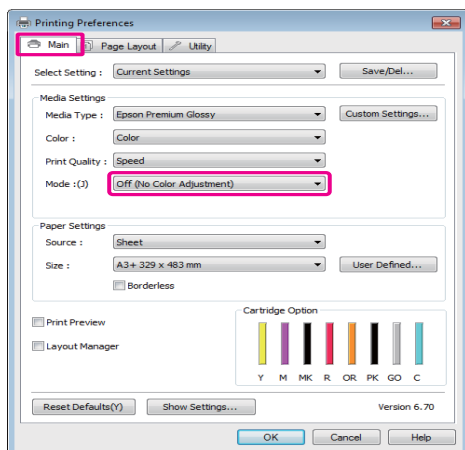 Printing Preferences
Main Page Layout Utility
Select Setting : Current Settings Save/Del...
Media Settings
Media Type : Epson Premium Glossy Custom Settings...
Color : Color
Print Quality : Speed
Mode :(J) Off (No Color Adjustment)
Paper Settings
Source : Sheet
Size : A3+ 329 x 483 mm User Defined...
Borderless
Cartridge Option
Print Preview
Layout Manager
Y M MK R OR PK GO C
Reset Defaults(Y) Show Settings... Version 6.70
OK Cancel Help